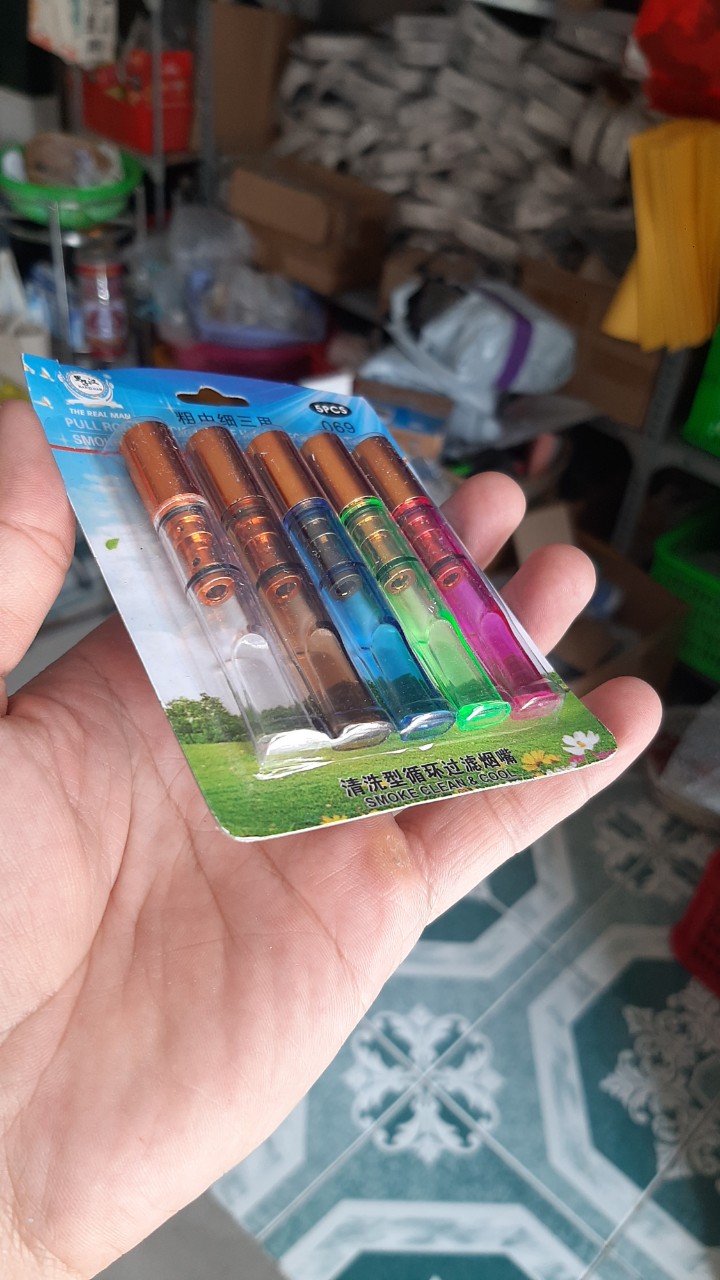 THE REAL MAN
PULL RO
SMO
粗中细三用
5PCS
069
清洗型循环过滤烟嘴
SMOKE CLEAN & COOL